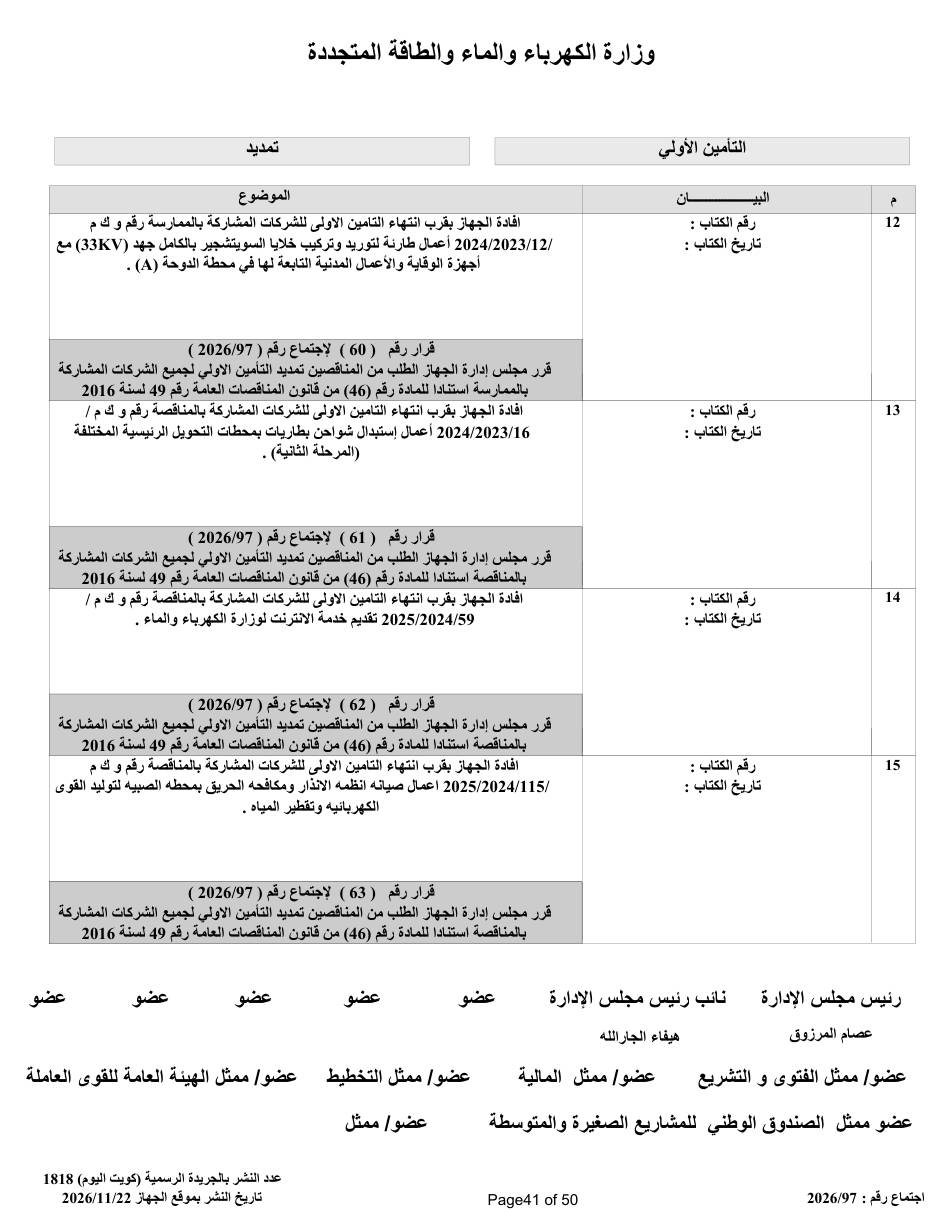 وزارة الكهرباء والماء والطاقة المتجددة
التأمين الأولي
تمديد
م
البيـــــــــــــــان
الموضوع
12
رقم الكتاب :
تاريخ الكتاب :
افادة الجهاز بقرب انتهاء التامين الاولى للشركات المشاركة بالممارسة رقم و ك م
/2024/2023/12 أعمال طارئة لتوريد وتركيب خلايا السويتشجير بالكامل جهد (33KV) مع
أجهزة الوقاية والأعمال المدنية التابعة لها في محطة الدوحة (A) .
قرار رقم ( 60 ) لإجتماع رقم ( 2026/97 )
قرر مجلس إدارة الجهاز الطلب من المناقصين تمديد التأمين الاولي لجميع الشركات المشاركة
بالممارسة استنادا للمادة رقم (46) من قانون المناقصات العامة رقم 49 لسنة 2016
13
رقم الكتاب :
تاريخ الكتاب :
افادة الجهاز بقرب انتهاء التامين الاولى للشركات المشاركة بالمناقصة رقم و ك م /
2024/2023/16 أعمال إستبدال شواحن بطاريات بمحطات التحويل الرئيسية المختلفة
(المرحلة الثانية) .
قرار رقم ( 61 ) لإجتماع رقم ( 2026/97 )
قرر مجلس إدارة الجهاز الطلب من المناقصين تمديد التأمين الاولي لجميع الشركات المشاركة
بالمناقصة استنادا للمادة رقم (46) من قانون المناقصات العامة رقم 49 لسنة 2016
14
رقم الكتاب :
تاريخ الكتاب :
افادة الجهاز بقرب انتهاء التامين الاولى للشركات المشاركة بالمناقصة رقم و ك م /
2025/2024/59 تقديم خدمة الانترنت لوزارة الكهرباء والماء .
قرار رقم ( 62 ) لإجتماع رقم ( 2026/97 )
قرر مجلس إدارة الجهاز الطلب من المناقصين تمديد التأمين الاولي لجميع الشركات المشاركة
بالمناقصة استنادا للمادة رقم (46) من قانون المناقصات العامة رقم 49 لسنة 2016
15
رقم الكتاب :
تاريخ الكتاب :
افادة الجهاز بقرب انتهاء التامين الاولى للشركات المشاركة بالمناقصة رقم و ك م
/2025/2024/115 اعمال صيانه انظمه الانذار ومكافحه الحريق بمحطه الصبيه لتوليد القوى
الكهربائيه وتقطير المياه .
قرار رقم ( 63 ) لإجتماع رقم ( 2026/97 )
قرر مجلس إدارة الجهاز الطلب من المناقصين تمديد التأمين الاولي لجميع الشركات المشاركة
بالمناقصة استنادا للمادة رقم (46) من قانون المناقصات العامة رقم 49 لسنة 2016
رئيس مجلس الإدارة نائب رئيس مجلس الإدارة عضو عضو عضو عضو عضو
عصام المرزوق هيفاء الجارالله
عضو/ ممثل الفتوى و التشريع عضو/ ممثل المالية عضو/ ممثل التخطيط عضو/ ممثل الهيئة العامة للقوى العاملة
عضو ممثل الصندوق الوطني للمشاريع الصغيرة والمتوسطة عضو/ ممثل
عدد النشر بالجريدة الرسمية (كويت اليوم) 1818
تاريخ النشر بموقع الجهاز 2026/11/22
Page41 of 50
اجتماع رقم : 2026/97